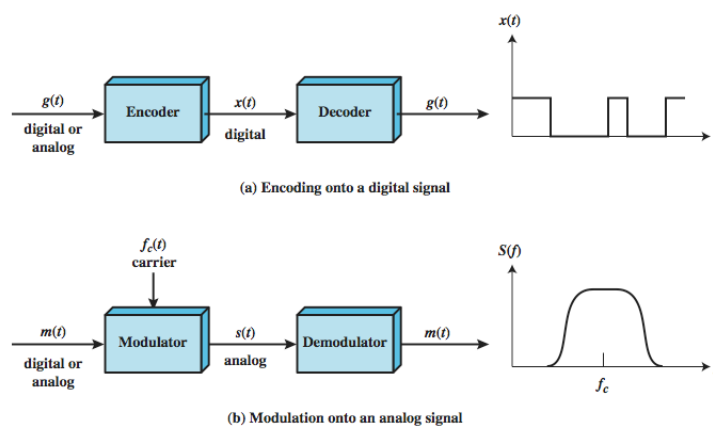 g(t)
digital or
analog
Encoder
x(t)
digital
Decoder
g(t)
x(t)
t
(a) Encoding onto a digital signal
f_c(t)
carrier
m(t)
digital or
analog
Modulator
s(t)
analog
Demodulator
m(t)
S(f)
f_c
(b) Modulation onto an analog signal